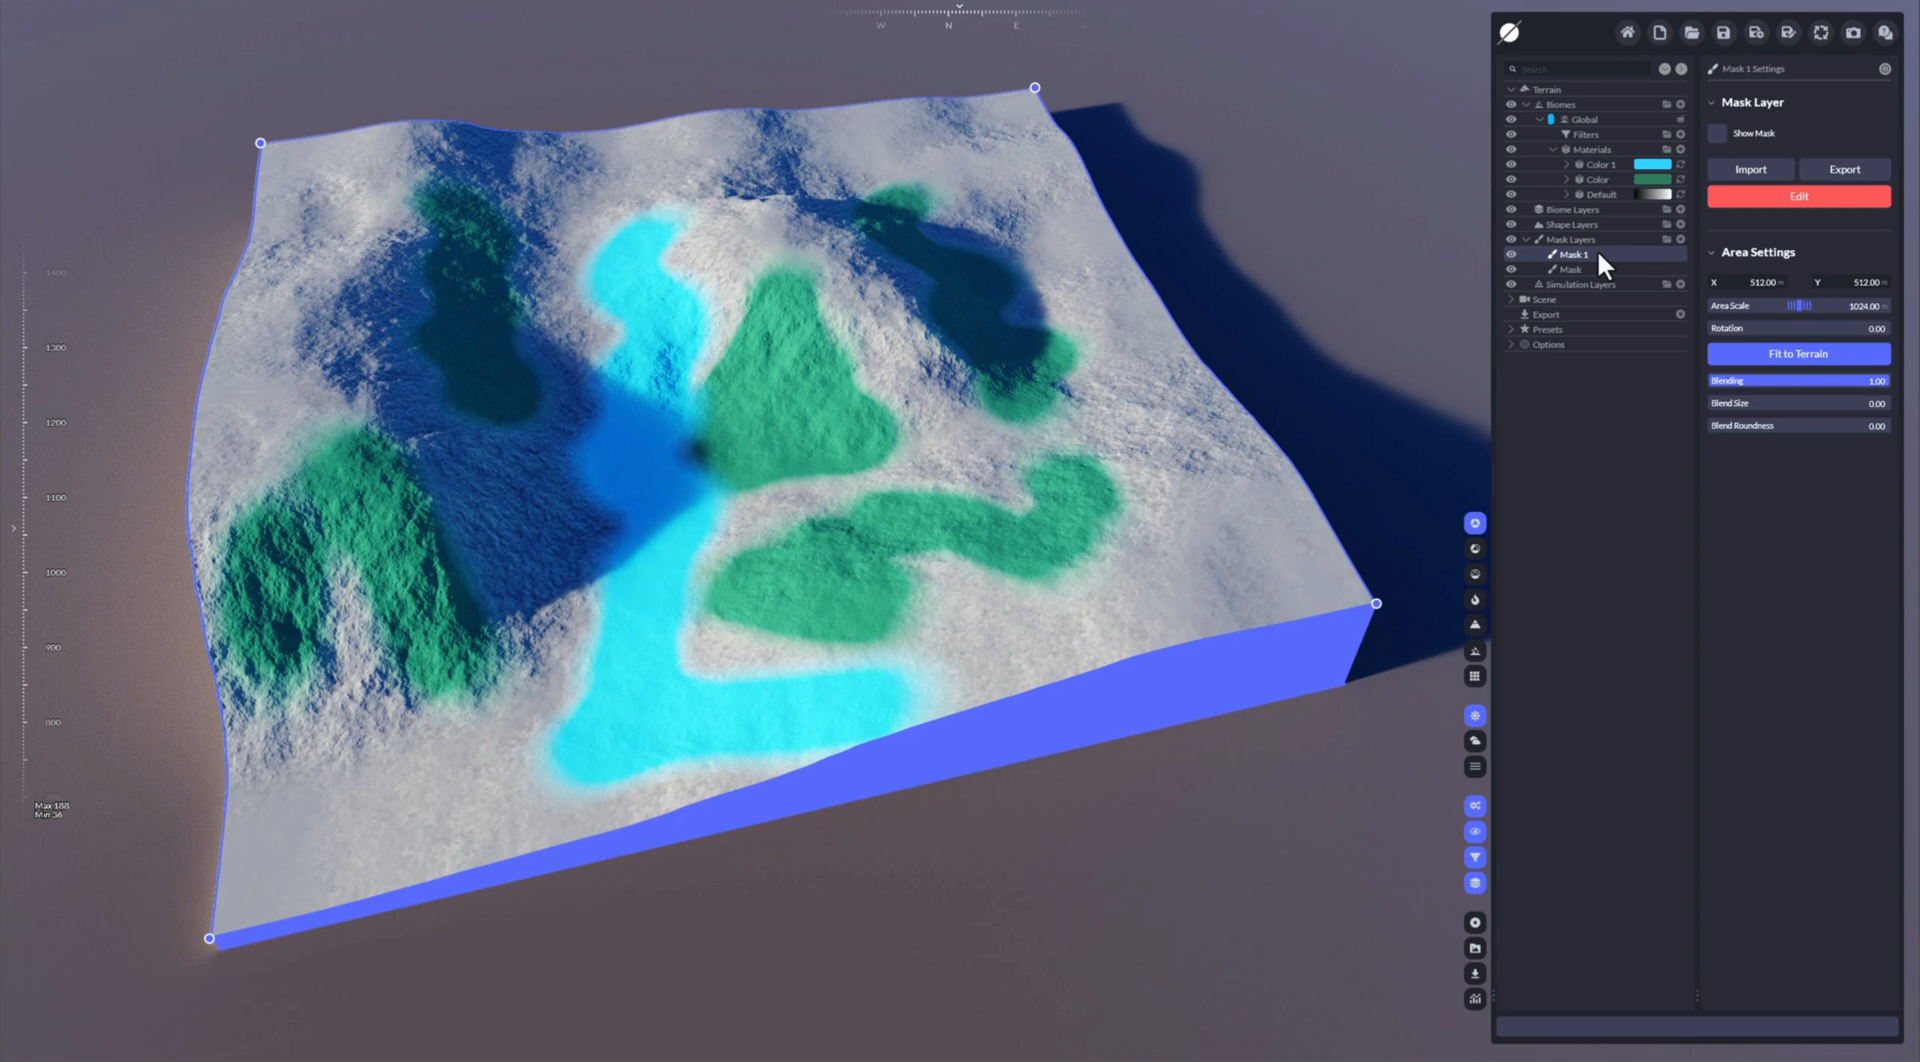 W N E
1400
1300
1200
1100
1000
900
800
Max 188
Min 36
Search
Terrain
Biomes
Global
Filters
Materials
Color 1
Color
Default
Biome Layers
Shape Layers
Mask Layers
Mask 1
Mask
Simulation Layers
Scene
Export
Presets
Options
Mask 1 Settings
Mask Layer
Show Mask
Import Export
Edit
Area Settings
X 512.00 m Y 512.00 m
Area Scale 1024.00 m
Rotation 0.00
Fit to Terrain
Blending 1.00
Blend Size 0.00
Blend Roundness 0.00